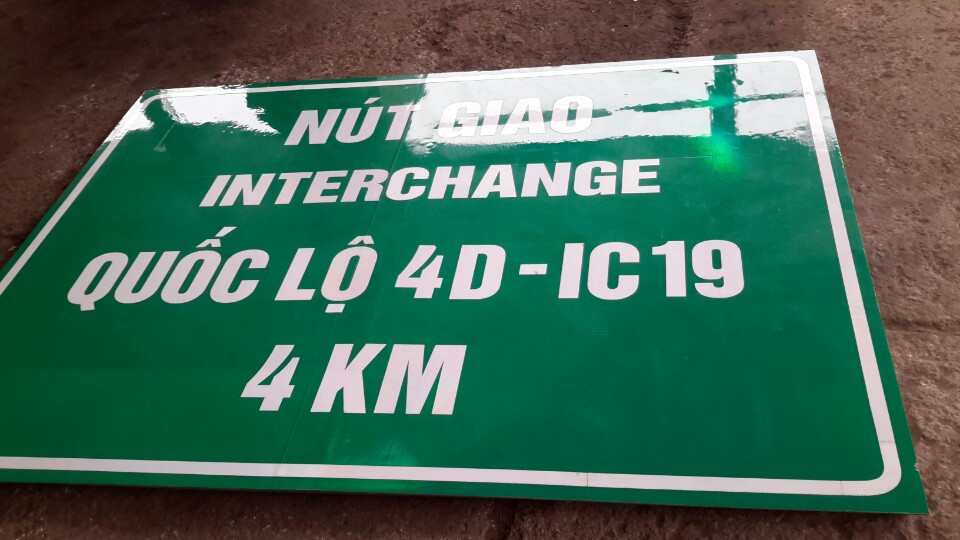 NÚT GIAO
INTERCHANGE
QUỐC LỘ 4D - IC19
4 KM